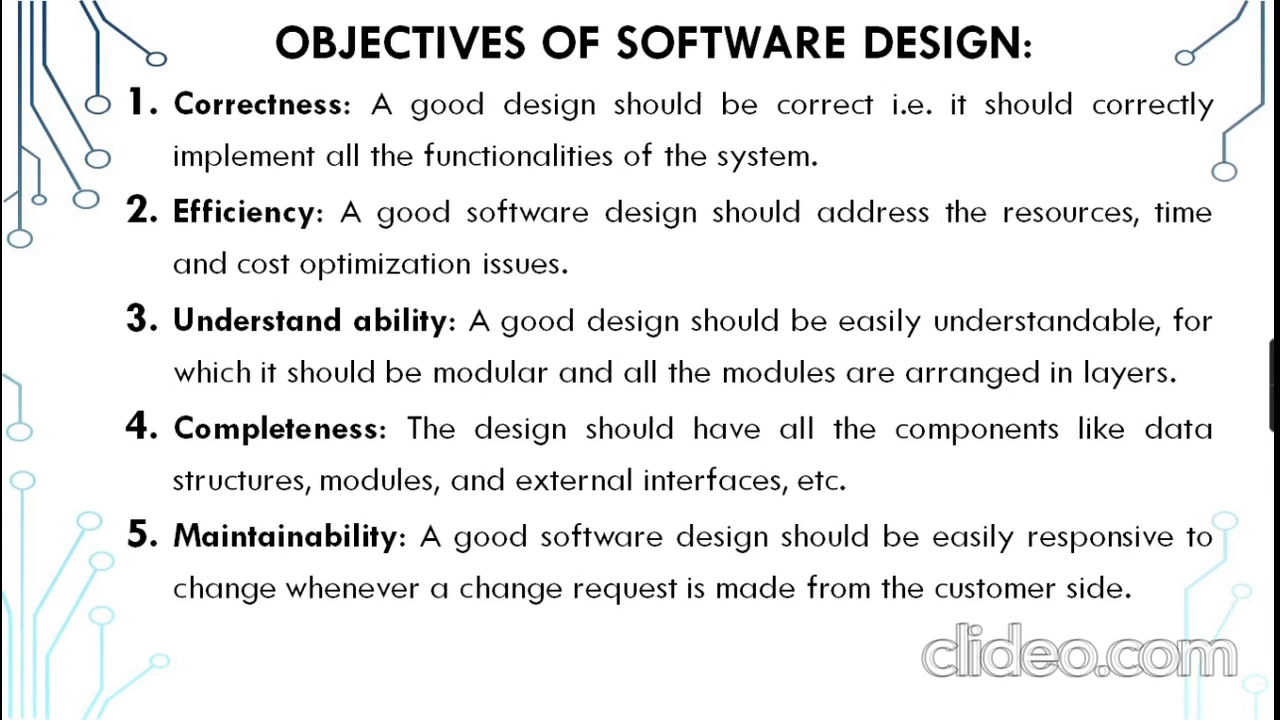 OBJECTIVES OF SOFTWARE DESIGN:
1. Correctness: A good design should be correct i.e. it should correctly
implement all the functionalities of the system.
2. Efficiency: A good software design should address the resources, time
and cost optimization issues.
3. Understand ability: A good design should be easily understandable, for
which it should be modular and all the modules are arranged in layers.
4. Completeness: The design should have all the components like data
structures, modules, and external interfaces, etc.
5. Maintainability: A good software design should be easily responsive to
change whenever a change request is made from the customer side.
clideo.com